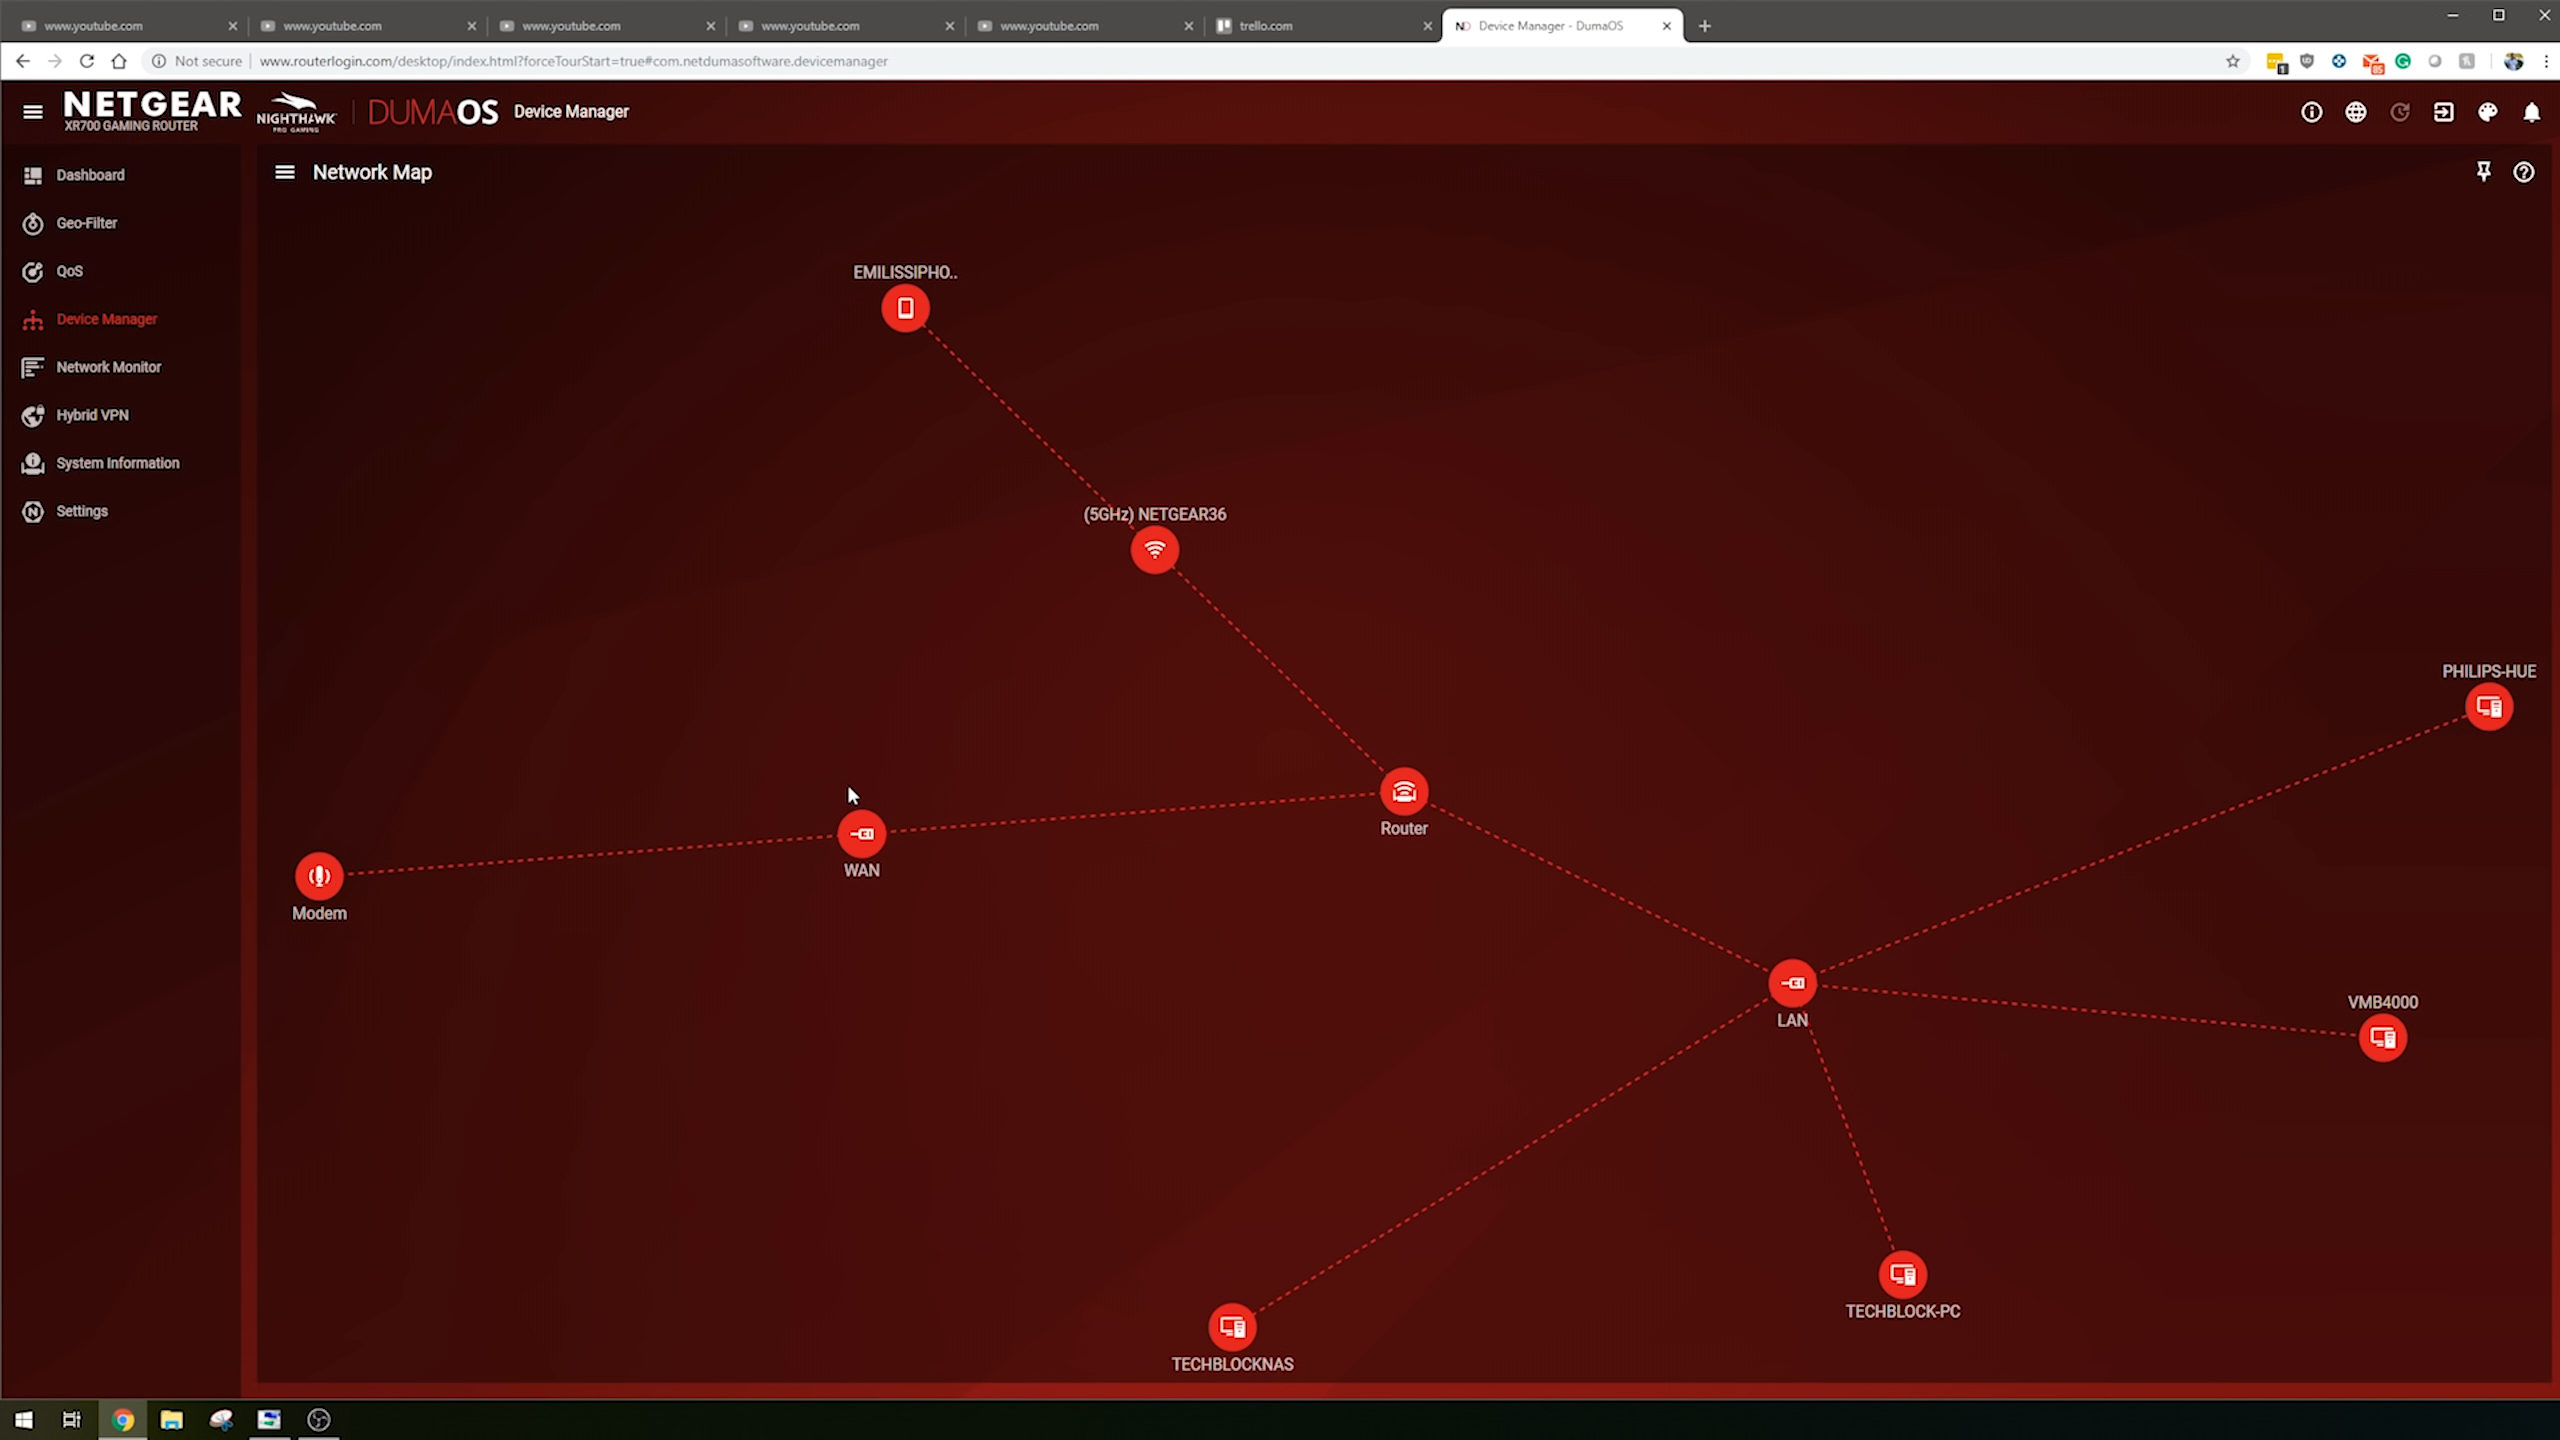 www.youtube.com
www.youtube.com
www.youtube.com
www.youtube.com
www.youtube.com
trello.com
Device Manager - DumaOS
Not secure
www.routerlogin.com/desktop/index.html?forceTourStart=true#com.netdumasoftware.devicemanager
NETGEAR
XR700 GAMING ROUTER
NIGHTHAWK
PRO GAMING
DUMAOS
Device Manager
Dashboard
Geo-Filter
QoS
Device Manager
Network Monitor
Hybrid VPN
System Information
Settings
Network Map
EMILISSIPHO..
(5GHz) NETGEAR36
PHILIPS-HUE
Router
WAN
Modem
VMB4000
LAN
TECHBLOCK-PC
TECHBLOCKNAS